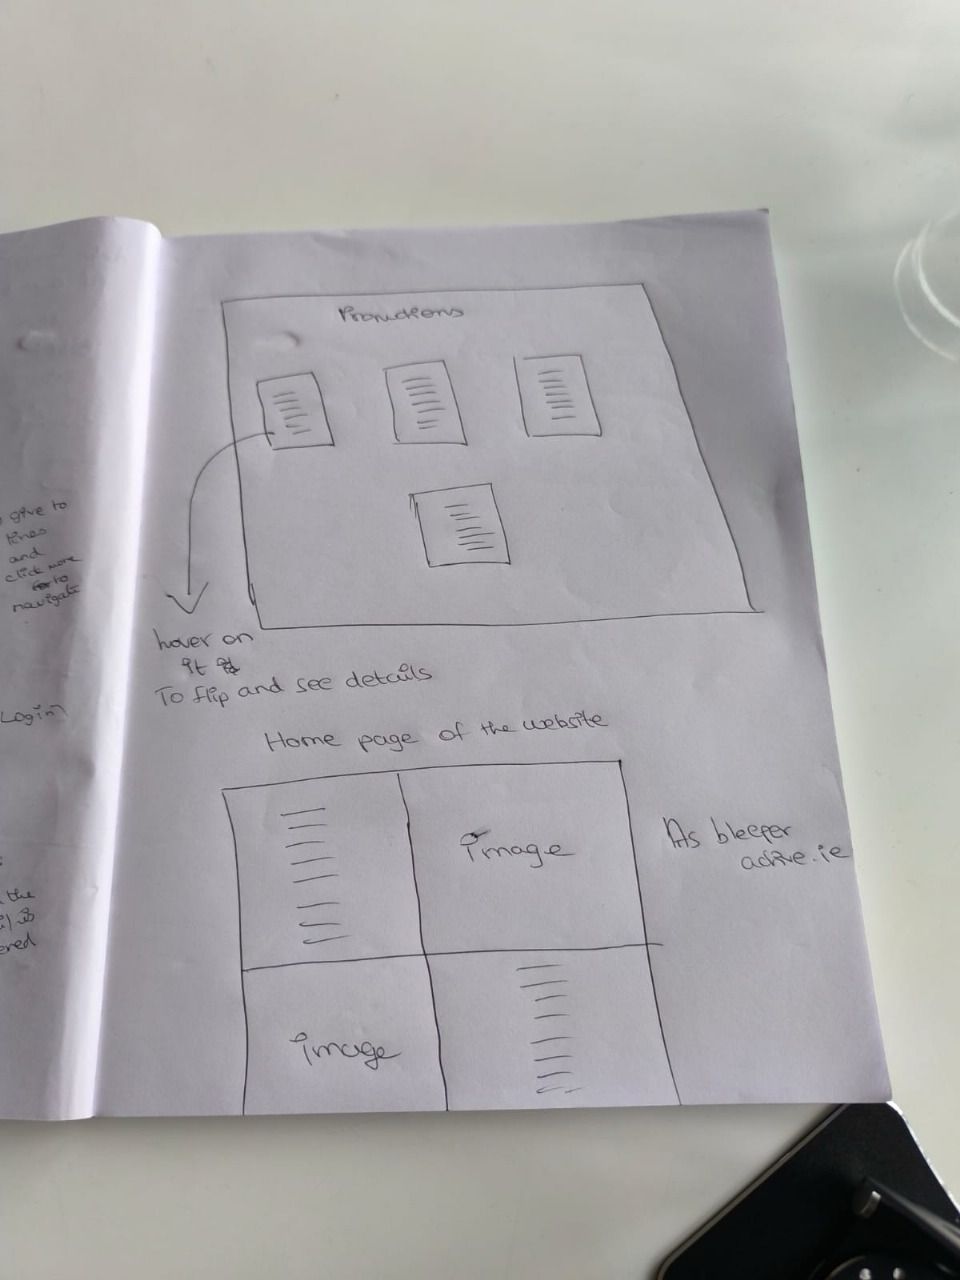 Promotions
give to
lines
and
click more
to
navigate
hover on
it
To flip and see details
Login
Home page of the website
image
As bleeper
active.ie
the
ered
image